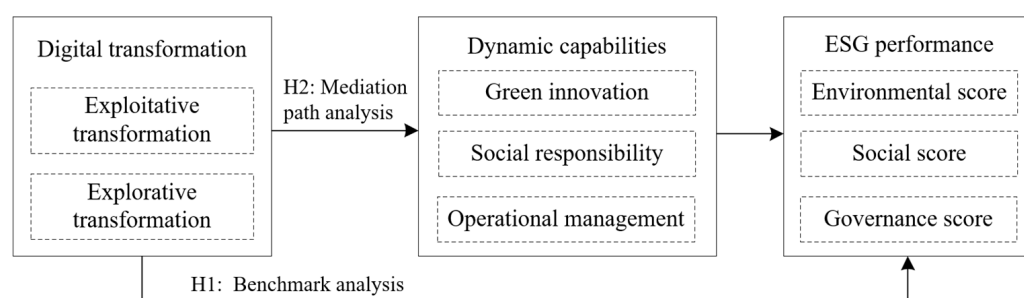 Digital transformation
Exploitative
transformation
Explorative
transformation
H2: Mediation
path analysis
Dynamic capabilities
Green innovation
Social responsibility
Operational management
ESG performance
Environmental score
Social score
Governance score
H1: Benchmark analysis